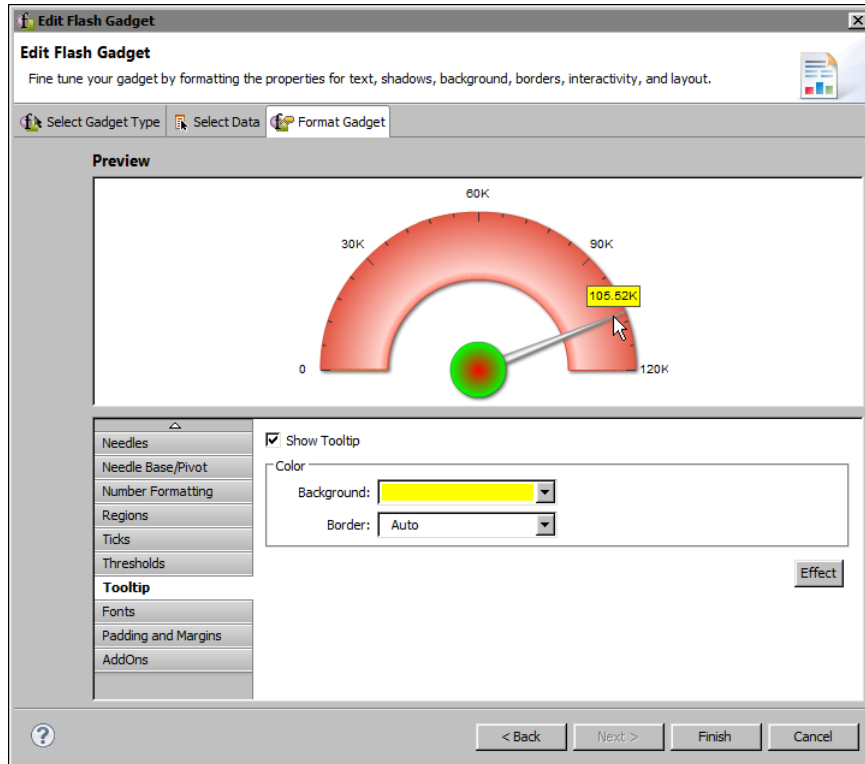 Edit Flash Gadget
Edit Flash Gadget
Fine tune your gadget by formatting the properties for text, shadows, background, borders, interactivity, and layout.
Select Gadget Type Select Data Format Gadget
Preview
60K
30K 90K
105.52K
0 120K
Needles
Needle Base/Pivot
Number Formatting
Regions
Ticks
Thresholds
Tooltip
Fonts
Padding and Margins
AddOns
Show Tooltip
Color
Background:
Border: Auto
Effect
? < Back Next > Finish Cancel